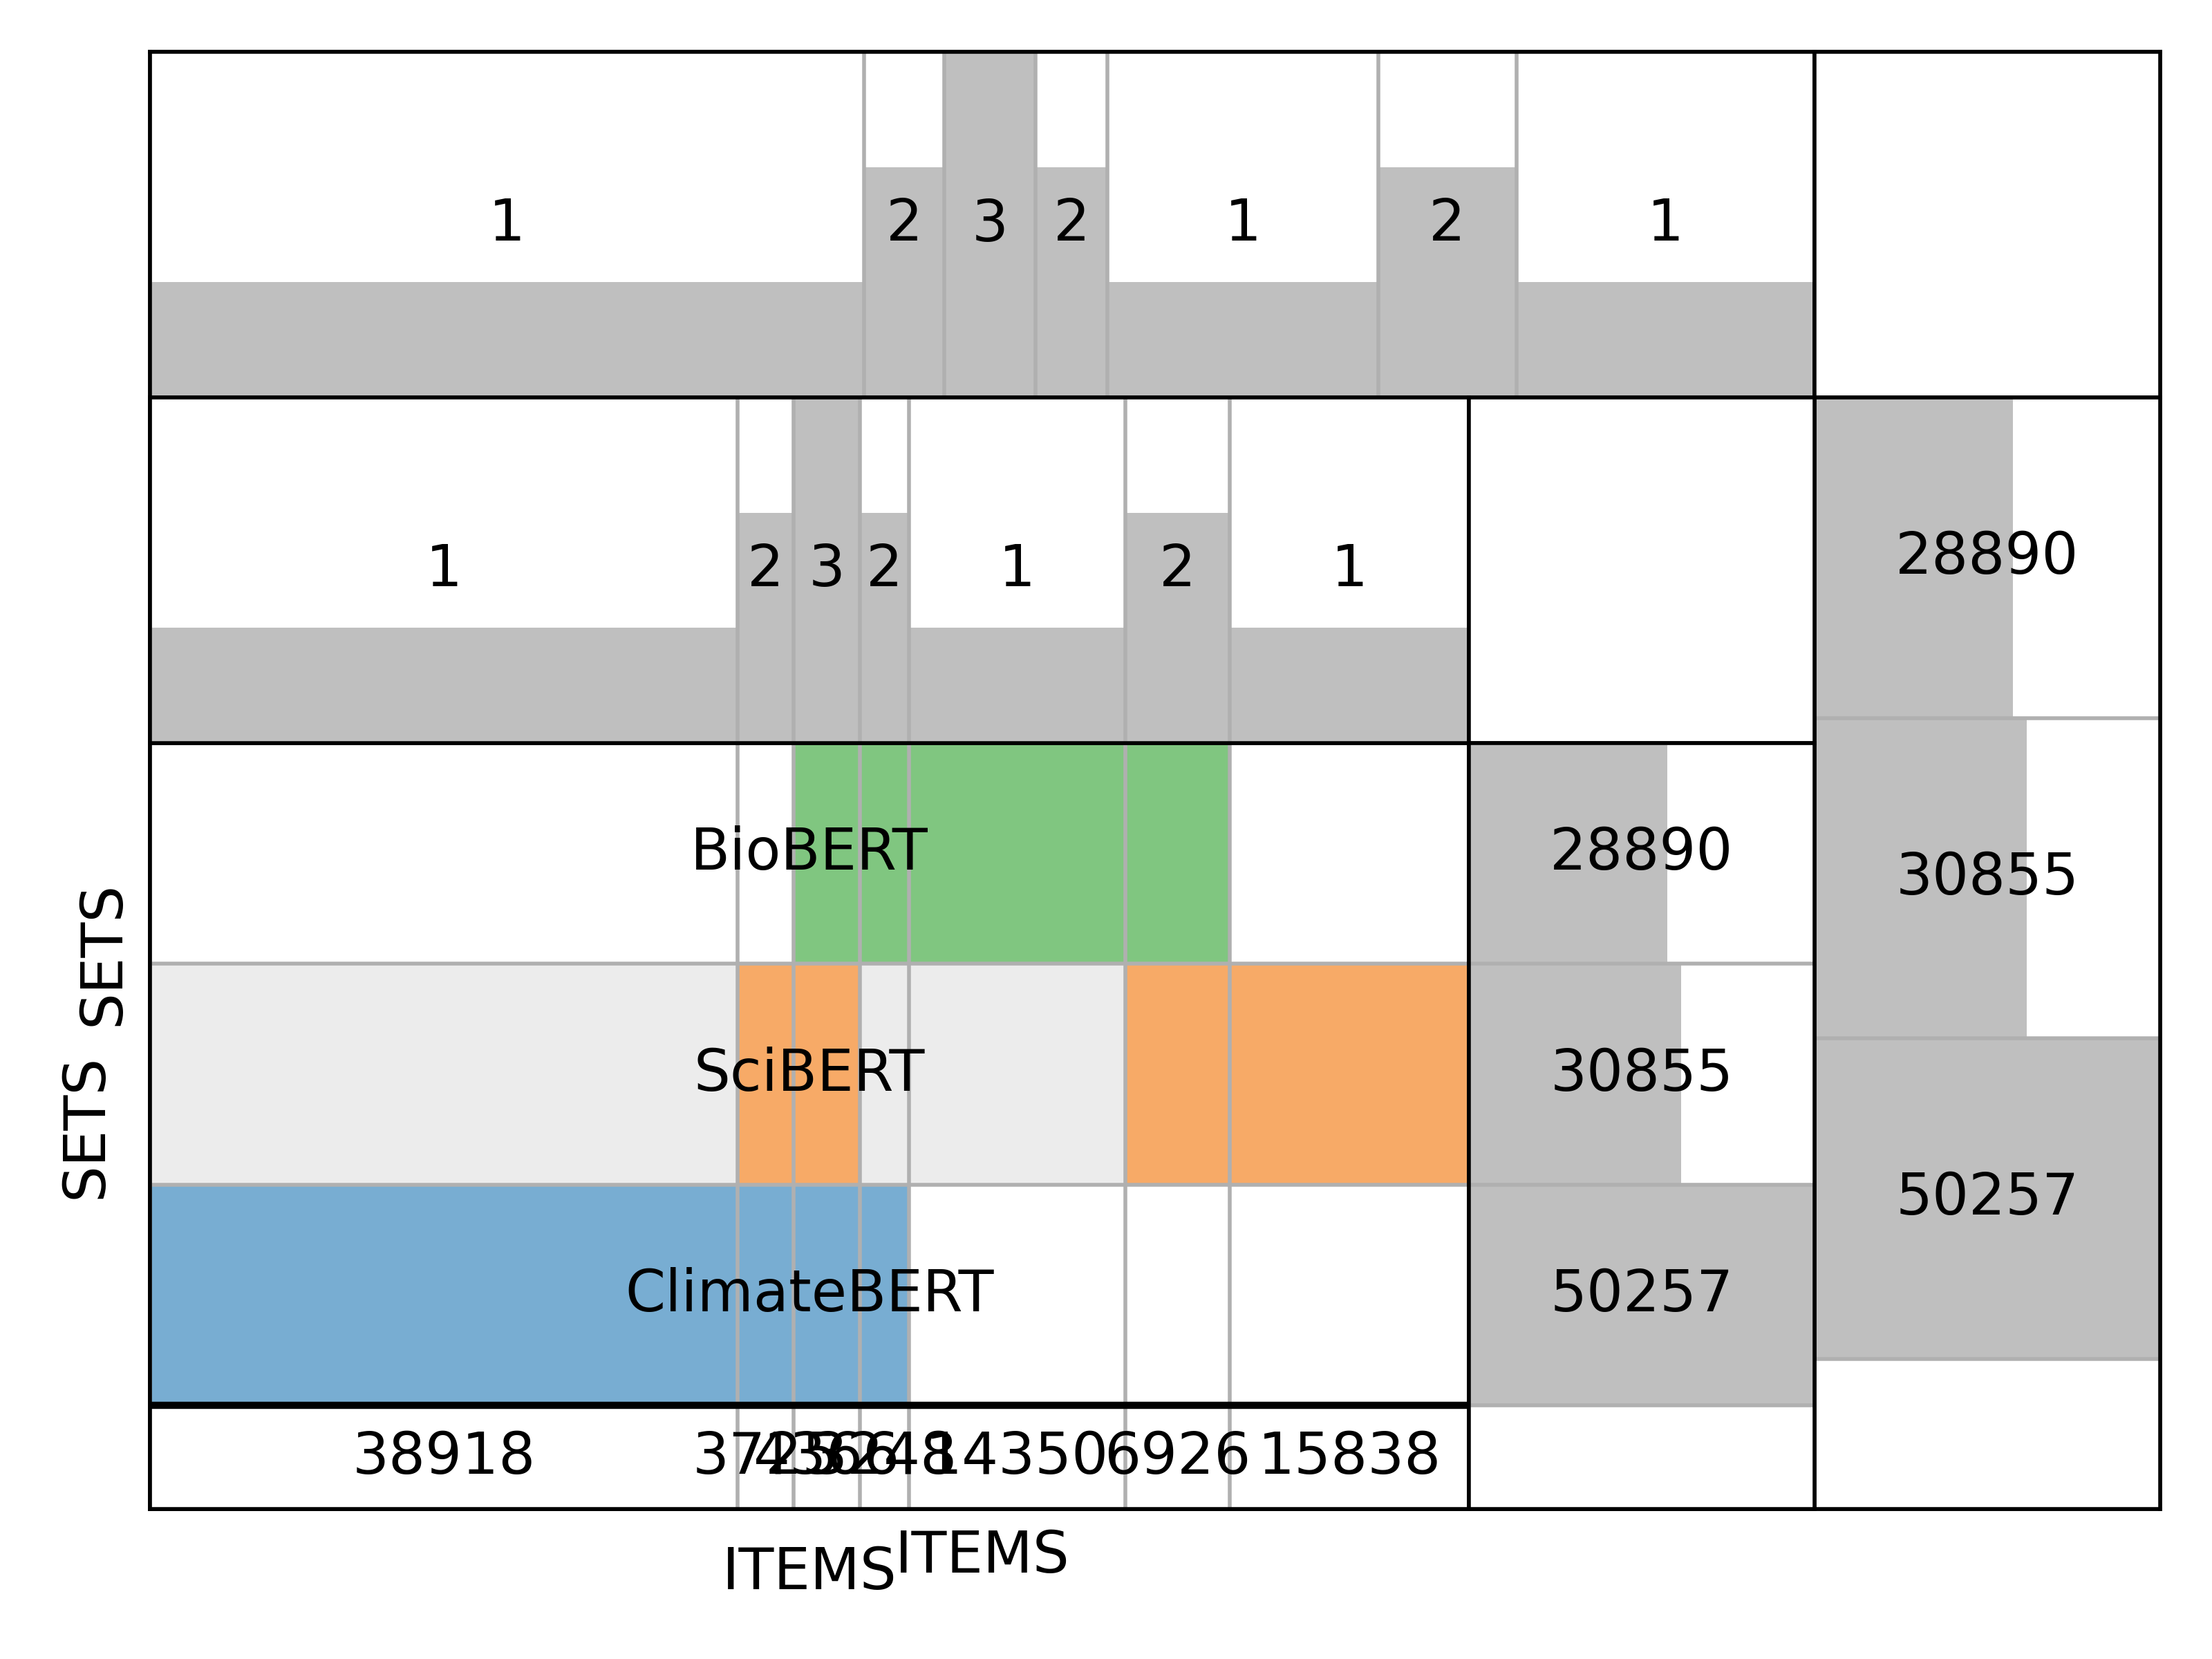 1 2 3 2 1 2 1
1 2 3 2 1 2 1
28890
BioBERT 28890
30855
SciBERT 30855
50257
ClimateBERT 50257
38918 14350 6926 15838
SETS
SETS
ITEMS
ITEMS